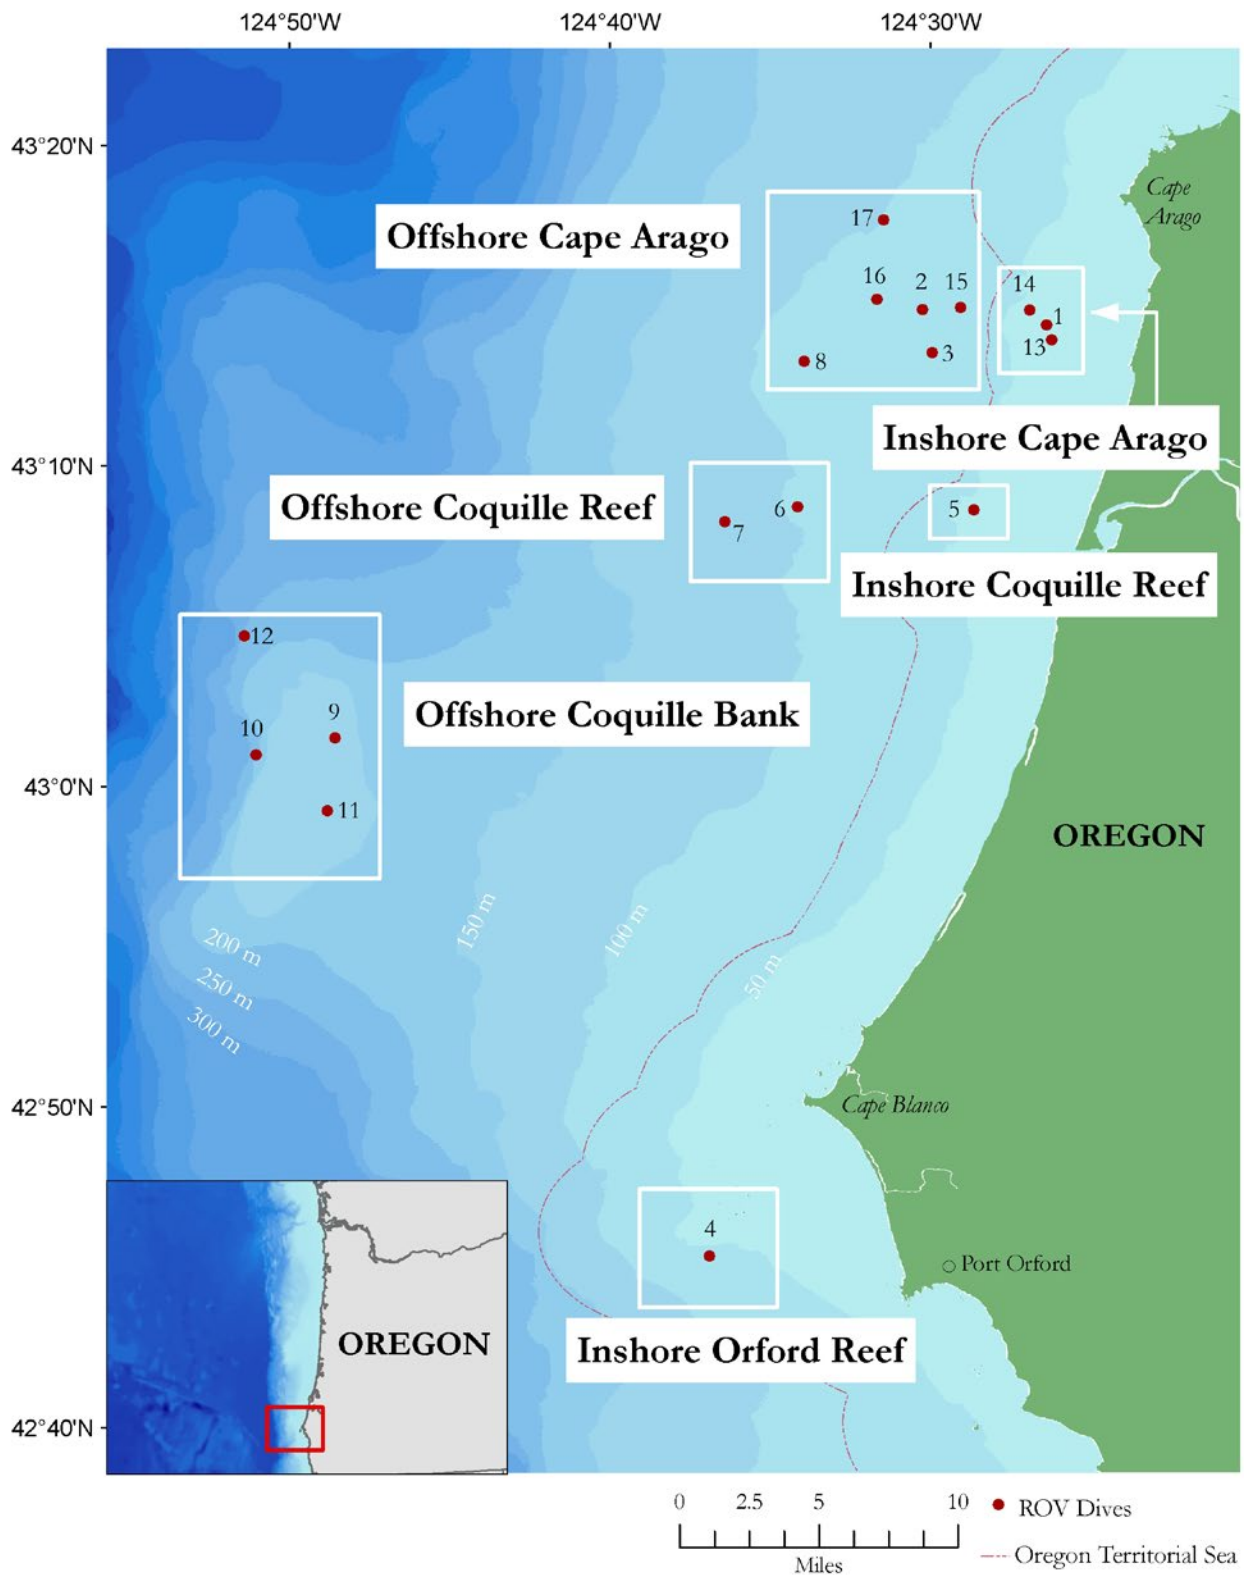 124°50'W 124°40'W 124°30'W
43°20'N
Cape
Arago
17
Offshore Cape Arago
16
2
15
14
1
13
3
8
Inshore Cape Arago
43°10'N
Offshore Coquille Reef
6
7
5
Inshore Coquille Reef
12
Offshore Coquille Bank
9
10
43°0'N
11
OREGON
150 m
100 m
50 m
200 m
250 m
300 m
42°50'N
Cape Blanco
4
Port Orford
OREGON
Inshore Orford Reef
42°40'N
0 2.5 5 10
Miles
ROV Dives
Oregon Territorial Sea